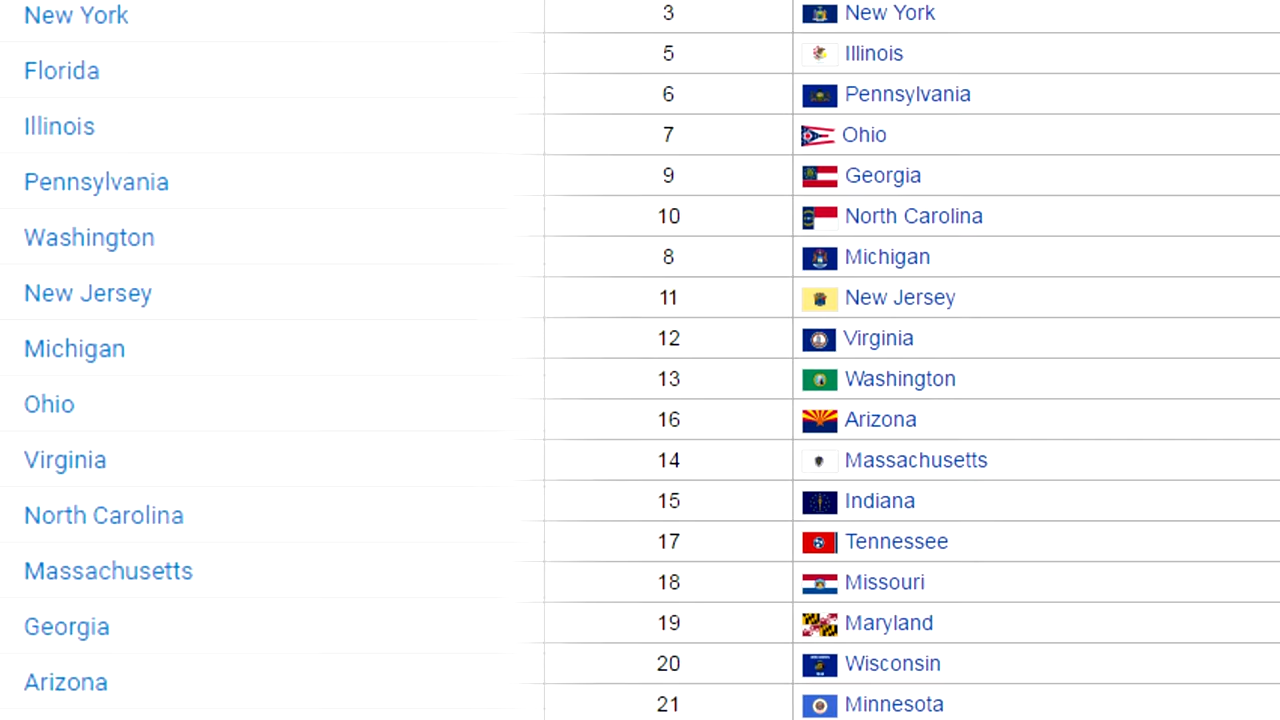 New York
Florida
Illinois
Pennsylvania
Washington
New Jersey
Michigan
Ohio
Virginia
North Carolina
Massachusetts
Georgia
Arizona
3 New York
5 Illinois
6 Pennsylvania
7 Ohio
9 Georgia
10 North Carolina
8 Michigan
11 New Jersey
12 Virginia
13 Washington
16 Arizona
14 Massachusetts
15 Indiana
17 Tennessee
18 Missouri
19 Maryland
20 Wisconsin
21 Minnesota